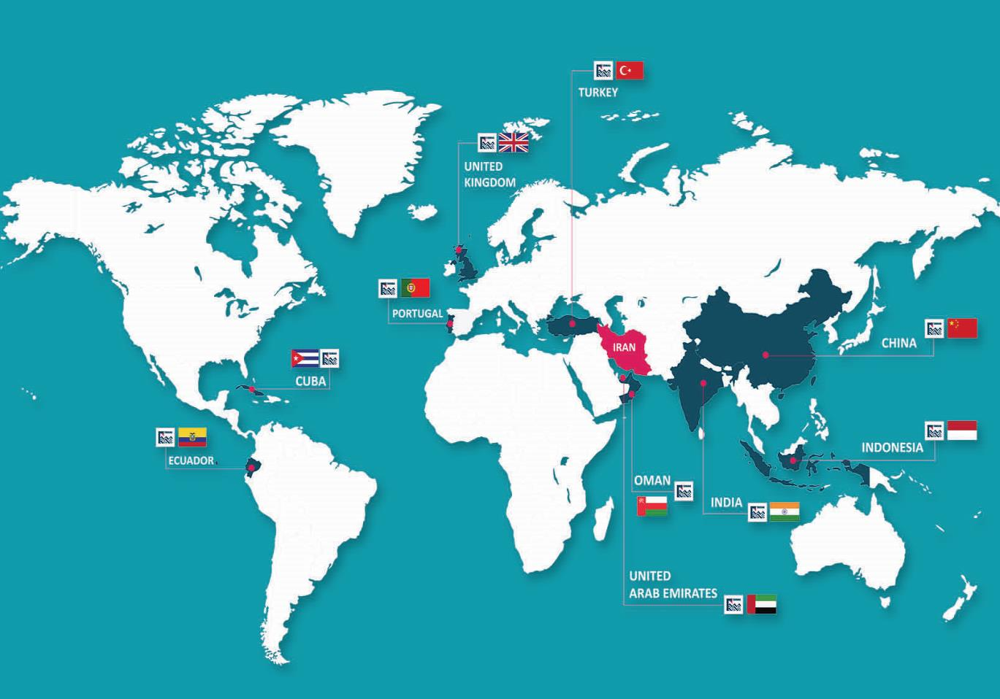 TURKEY
UNITED
KINGDOM
PORTUGAL
IRAN
CHINA
CUBA
INDONESIA
ECUADOR
OMAN
INDIA
UNITED
ARAB EMIRATES